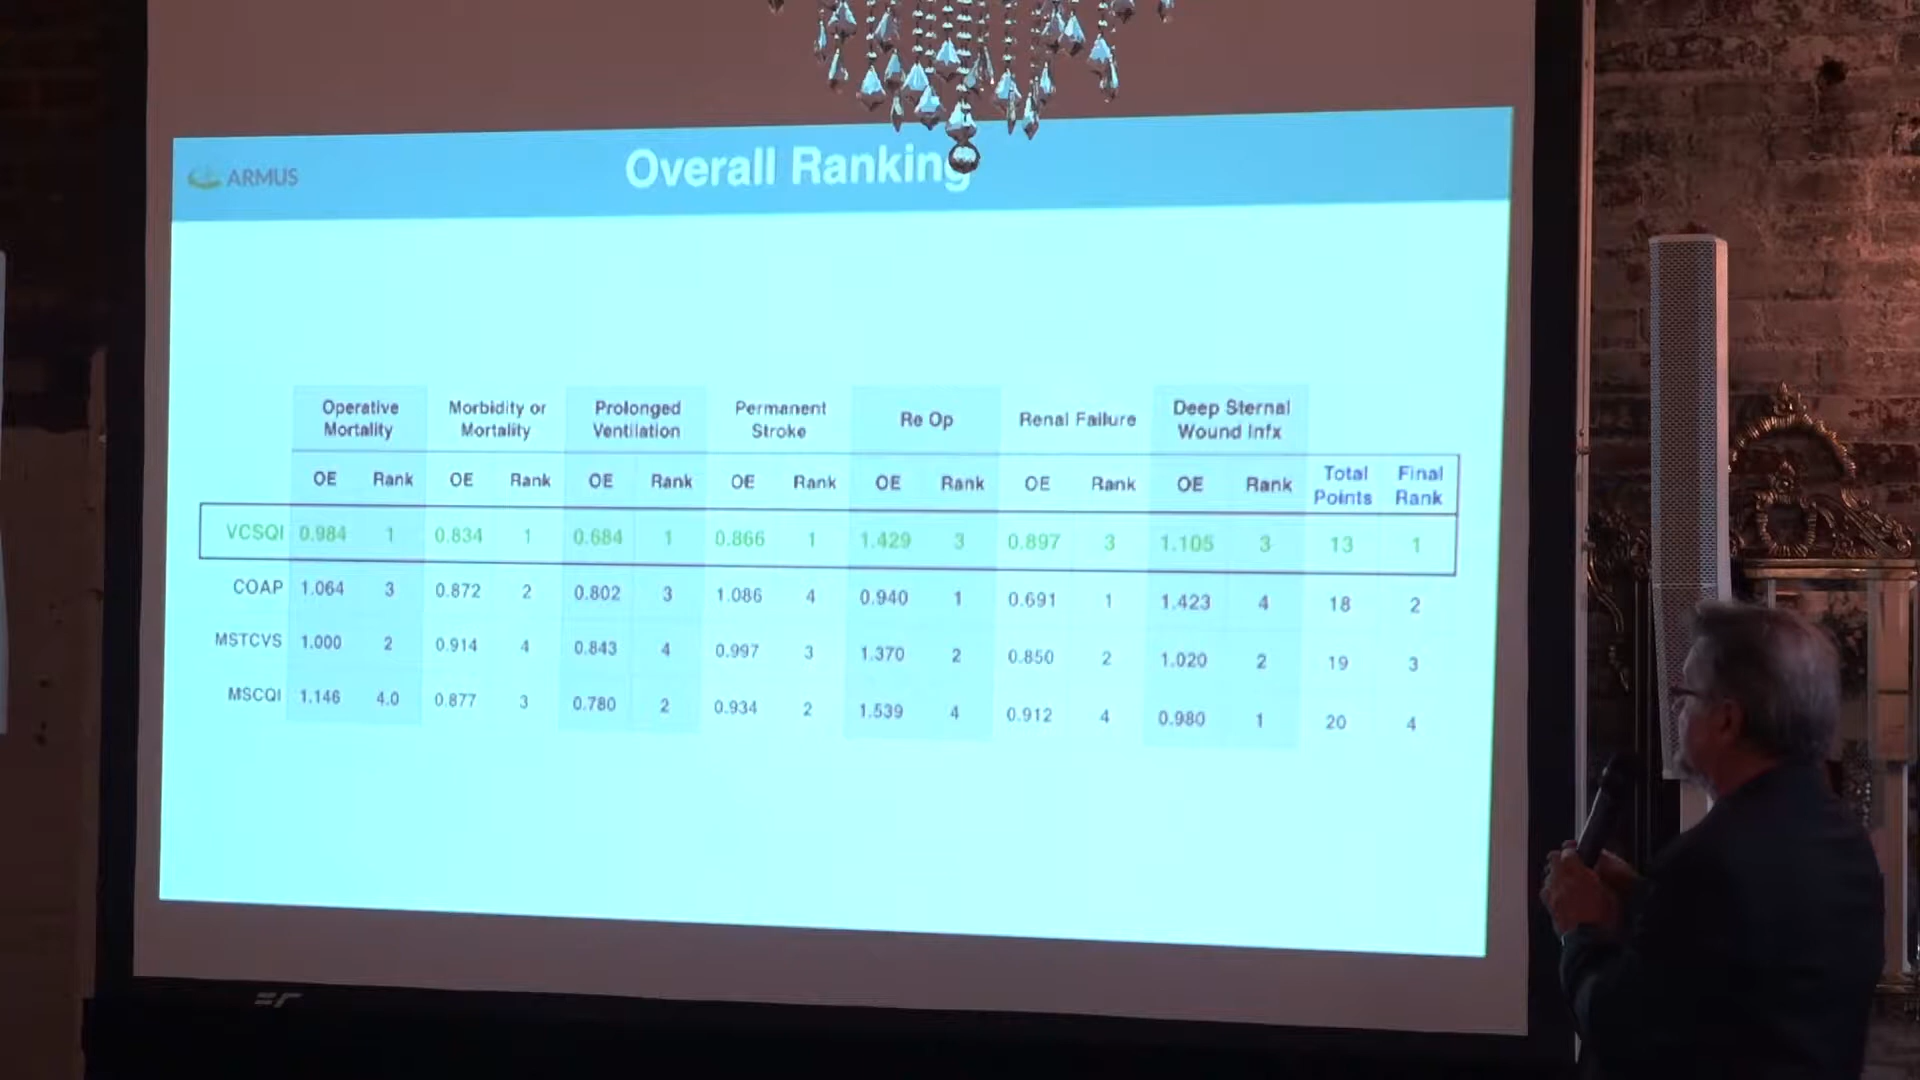 ARMUS
Overall Ranking
Operative Mortality Morbidity or Mortality Prolonged Ventilation Permanent Stroke Re Op Renal Failure Deep Sternal Wound Infx
OE Rank OE Rank OE Rank OE Rank OE Rank OE Rank OE Rank Total Points Final Rank
VCSQI 0.984 1 0.834 1 0.684 1 0.866 1 1.429 3 0.897 3 1.105 3 13 1
COAP 1.064 3 0.872 2 0.802 3 1.086 4 0.940 1 0.691 1 1.423 4 18 2
MSTCVS 1.000 2 0.914 4 0.843 4 0.997 3 1.370 2 0.850 2 1.020 2 19 3
MSCQI 1.146 4.0 0.877 3 0.780 2 0.934 2 1.539 4 0.912 4 0.980 1 20 4